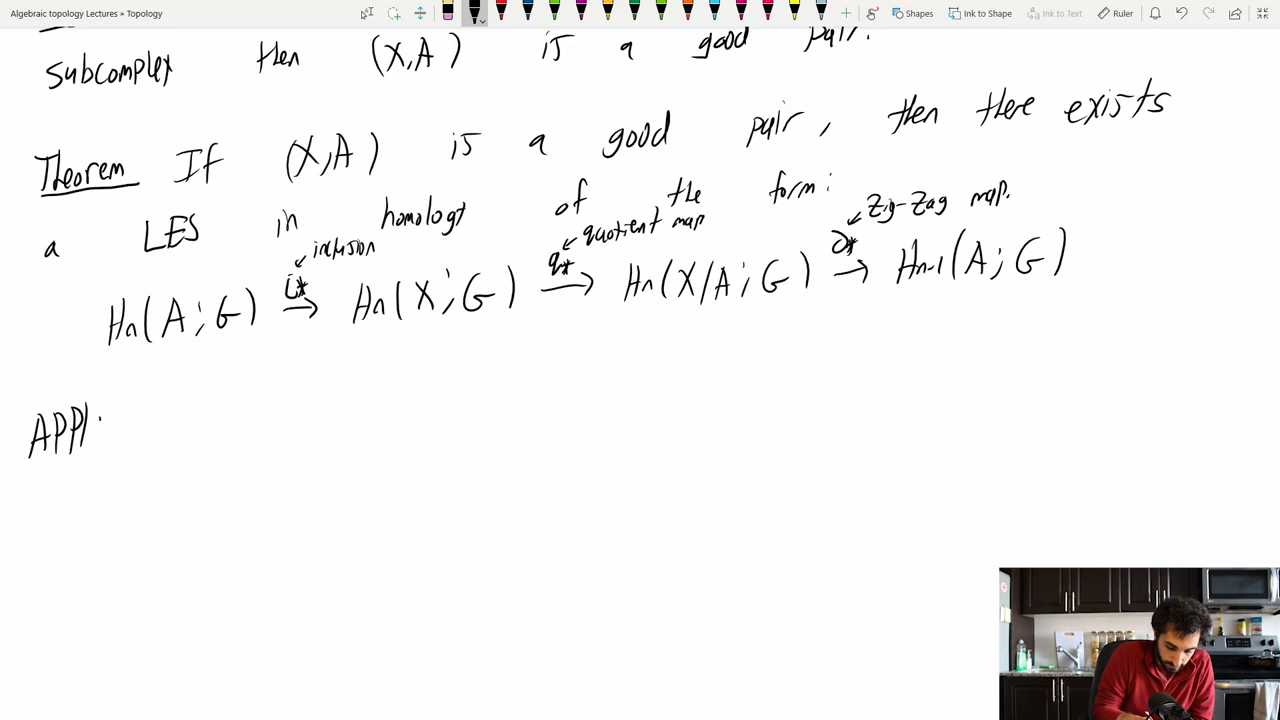 Algebraic topology Lectures – Topology
Shapes Ink to Shape Ink to Text Ruler
subcomplex then (X,A) is a good pair.
Theorem If (X,A) is a good pair, then there exists
a LES in homology of the form:
inclusion quotient map Zig-Zag map.
i* q* ∂*
Hn(A;G) → Hn(X;G) → Hn(X/A;G) → Hn-1(A;G)
APPl.